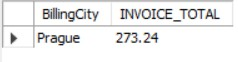 BillingCity INVOICE_TOTAL
Prague 273.24